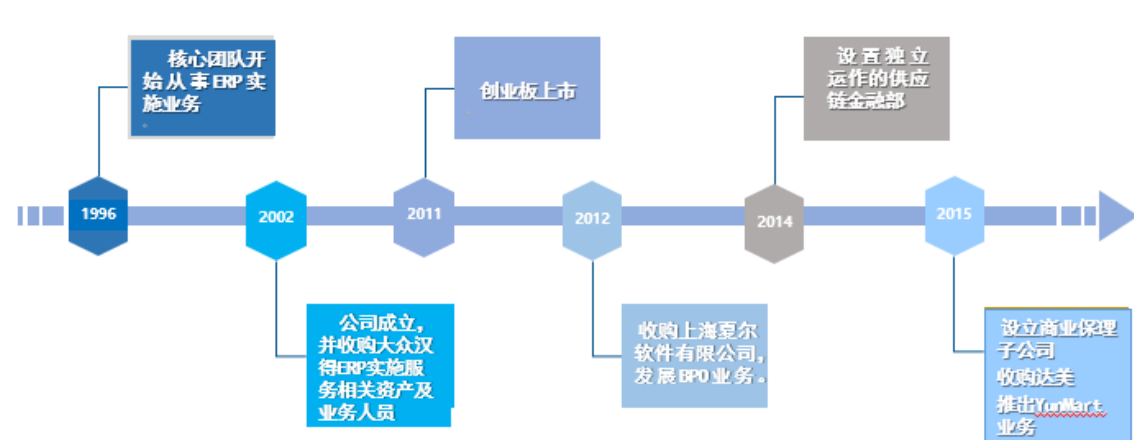 核心团队开
始从事ERP实
施业务
创业板上市
设置独立
运作的供应
链金融部
1996
2002
2011
2012
2014
2015
公司成立，
并收购大众汉
得ERP实施服
务相关资产及
业务人员
收购上海夏尔
软件有限公司，
发展BPO业务。
设立商业保理
子公司
收购达美
推出YunMart
业务